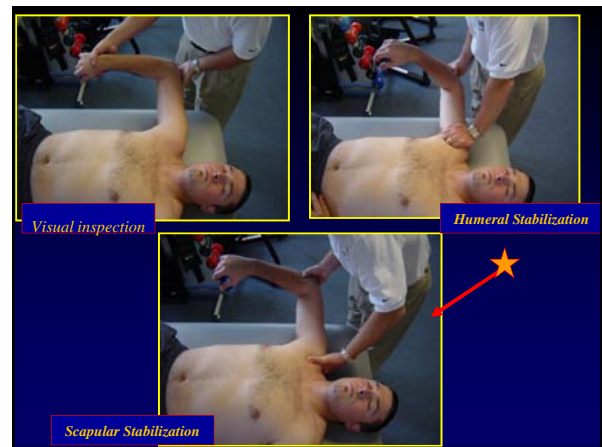 Visual inspection
Humeral Stabilization
Scapular Stabilization